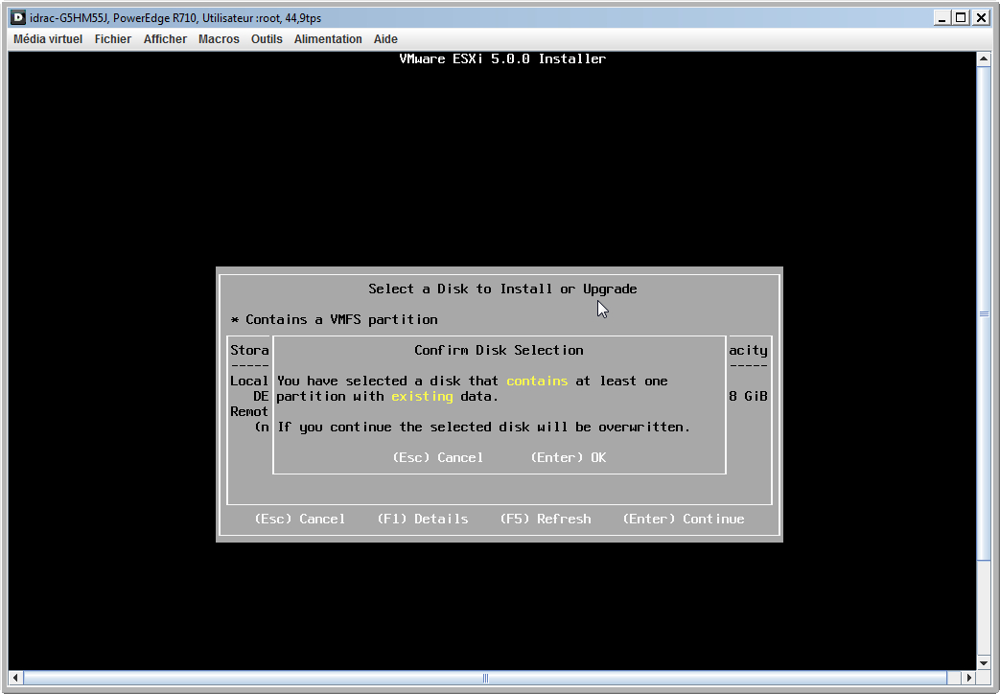 D idrac-G5HM55J, PowerEdge R710, Utilisateur :root, 44,9tps
Média virtuel Fichier Afficher Macros Outils Alimentation Aide
VMware ESXi 5.0.0 Installer
Select a Disk to Install or Upgrade
* Contains a VMFS partition
Stora Confirm Disk Selection acity
----- -----
Local You have selected a disk that contains at least one
DE partition with existing data. 8 GiB
Remot
(n If you continue the selected disk will be overwritten.
(Esc) Cancel (Enter) OK
(Esc) Cancel (F1) Details (F5) Refresh (Enter) Continue